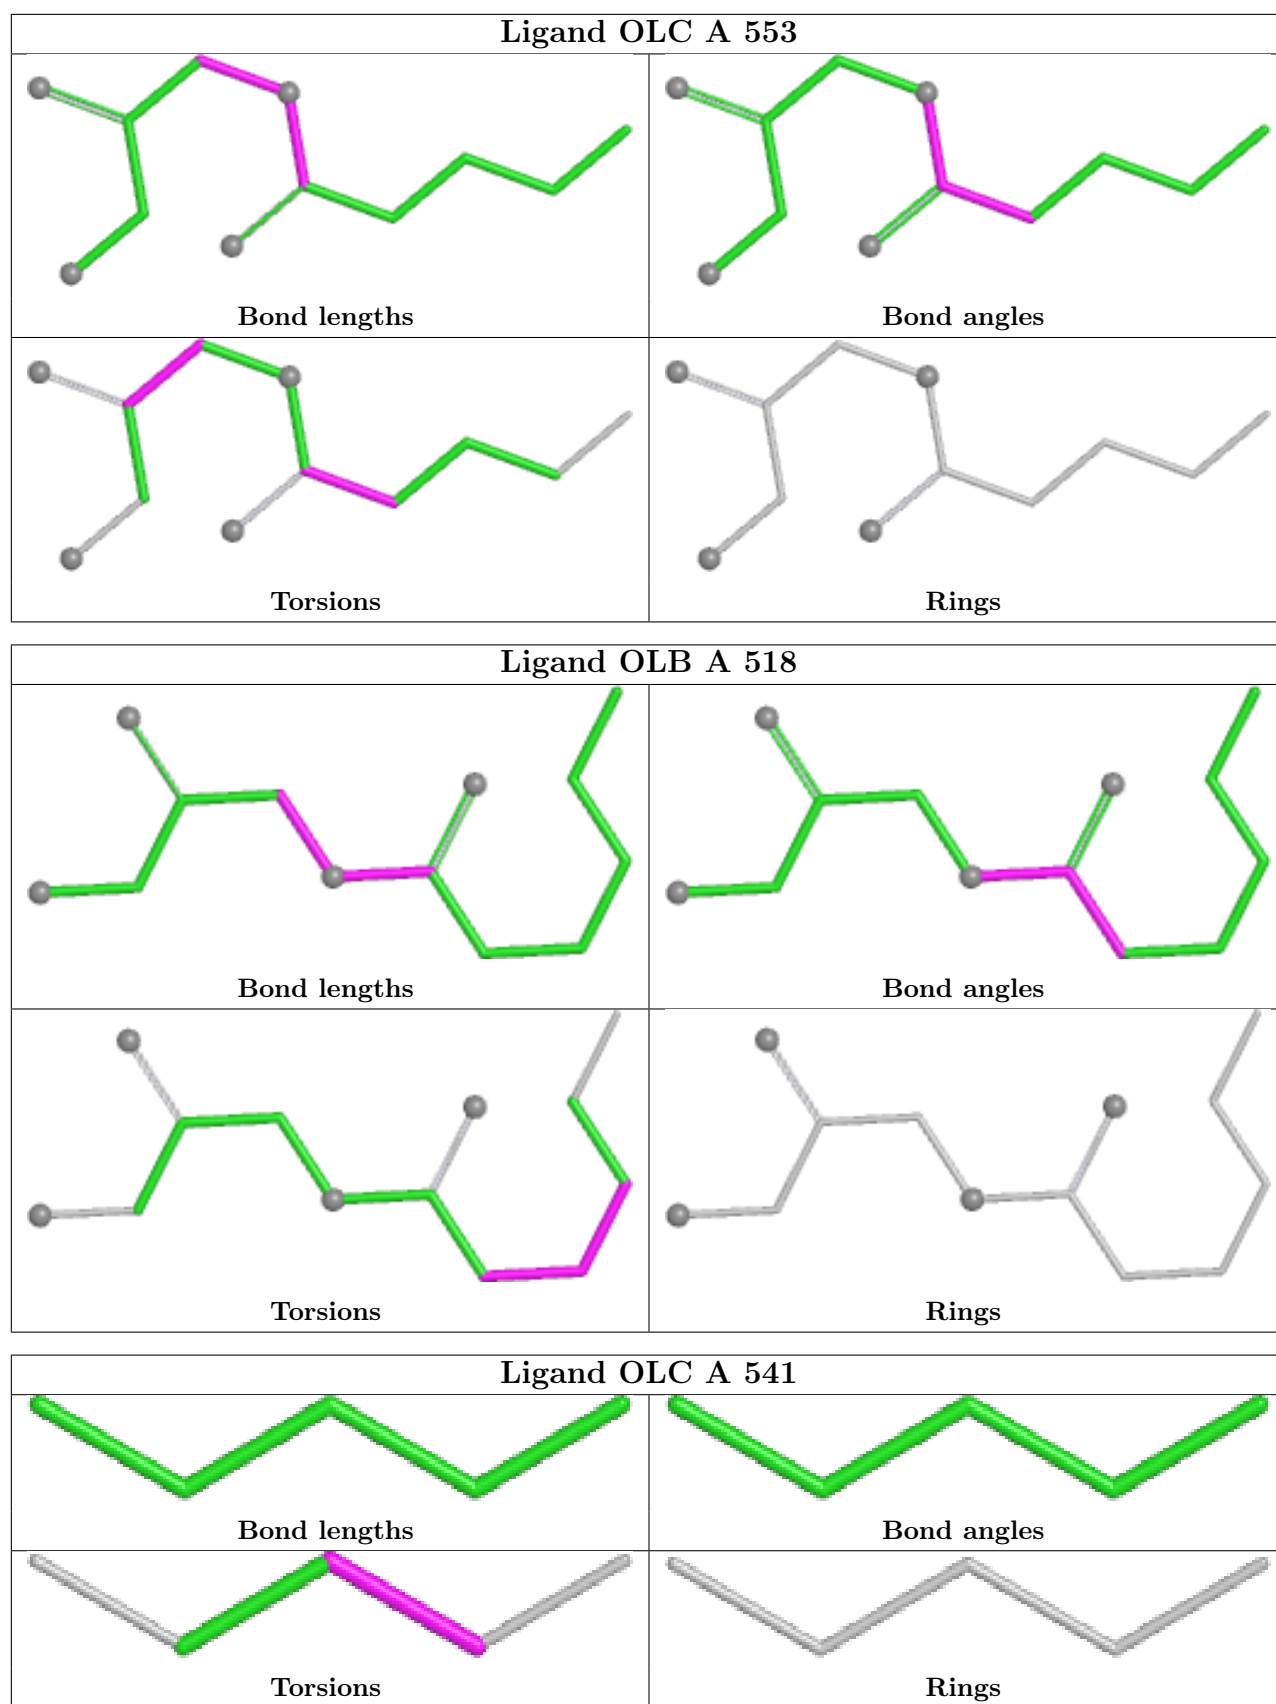 Ligand OLC A 553
Bond lengths
Bond angles
Torsions
Rings
Ligand OLB A 518
Bond lengths
Bond angles
Torsions
Rings
Ligand OLC A 541
Bond lengths
Bond angles
Torsions
Rings